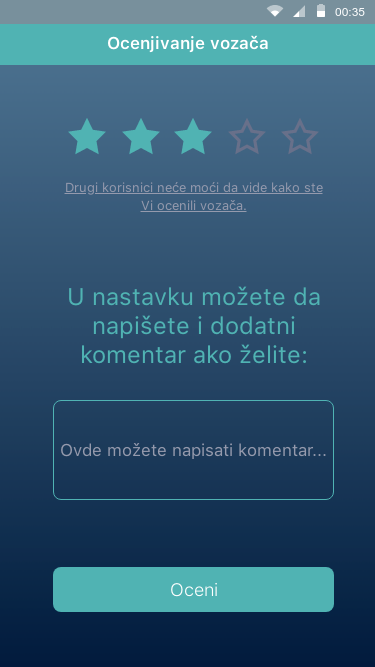 00:35
Ocenjivanje vozača
Drugi korisnici neće moći da vide kako ste
Vi ocenili vozača.
U nastavku možete da
napišete i dodatni
komentar ako želite:
Ovde možete napisati komentar...
Oceni